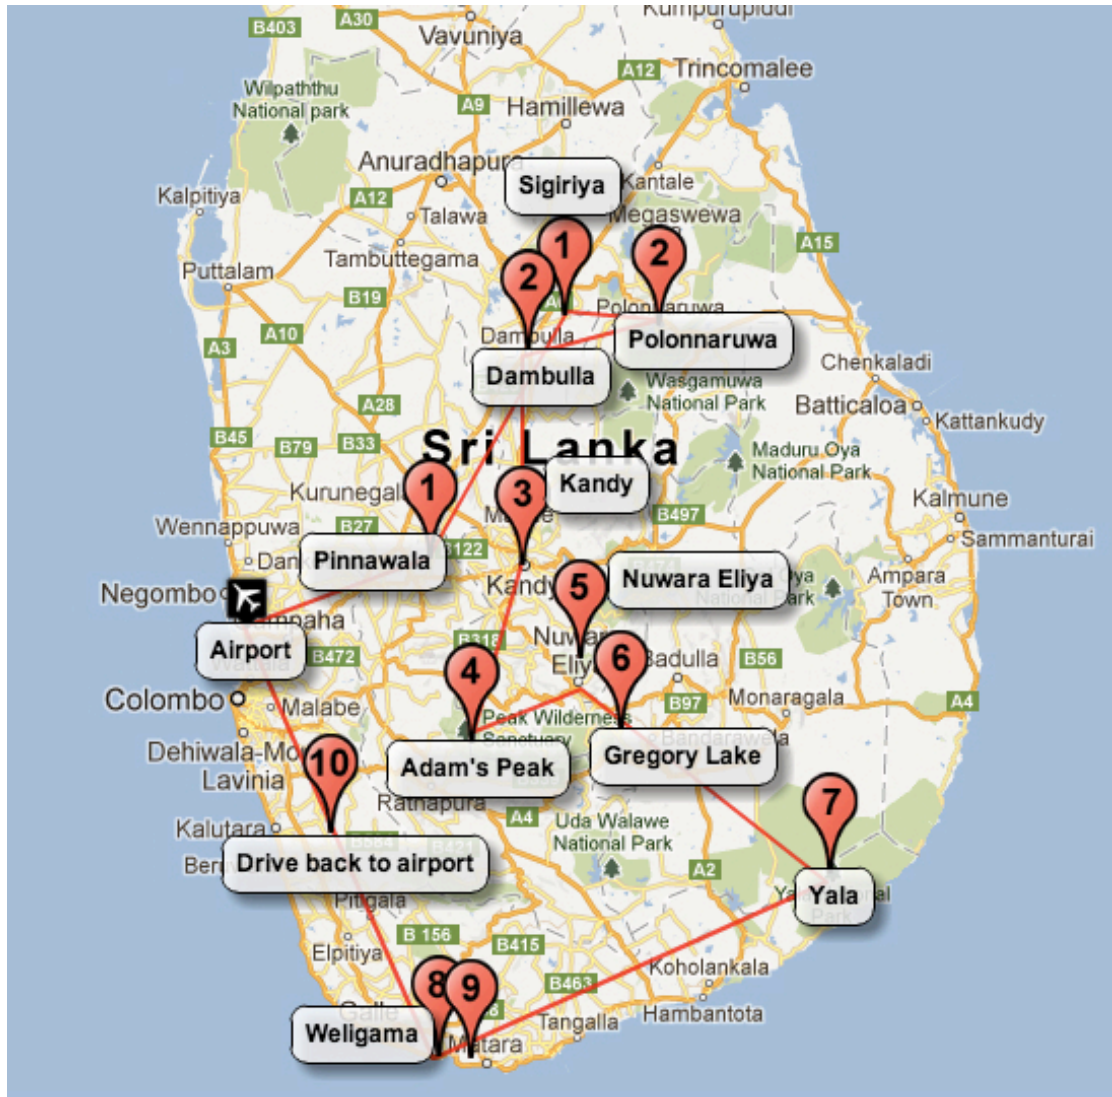 Kumpurupiddi
B403
A30
Vavuniya
A12
Trincomalee
Wilpaththu
National park
A9
Hamillewa
Anuradhapura
Sigiriya
Kantale
Kalpitiya
A12
Talawa
Megaswewa
A15
Tambuttegama
1
2
2
Puttalam
B19
Polonnaruwa
A10
Dambulla
Polonnaruwa
A3
Dambulla
Chenkaladi
Wasgamuwa
National Park
A28
Batticaloa
Kattankudy
B45
B79
B33
Sri Lanka
Maduru Oya
National Park
Kandy
1
3
Kurunegala
Kalmune
Wennappuwa
B27
B497
Sammanturai
B122
Pinnawala
Negombo
Kandy
5
Nuwara Eliya
Oya
Park
Ampara
Town
Airport
B472
B318
Nuwara
Eliya
4
6
Badulla
B56
Colombo
Malabe
B97
Monaragala
A4
Peak Wilderness
Sanctuary
Bandarawela
Dehiwala-Mo
Lavinia
10
Adam's Peak
Gregory Lake
7
Ratnapura
A4
Kalutara
B584
B421
Uda Walawe
National Park
Drive back to airport
A2
Yala
Yala National
Park
Pitigala
B 156
Elpitiya
B415
Koholankala
8
9
B463
Galle
Hambantota
Weligama
Matara
Tangalla